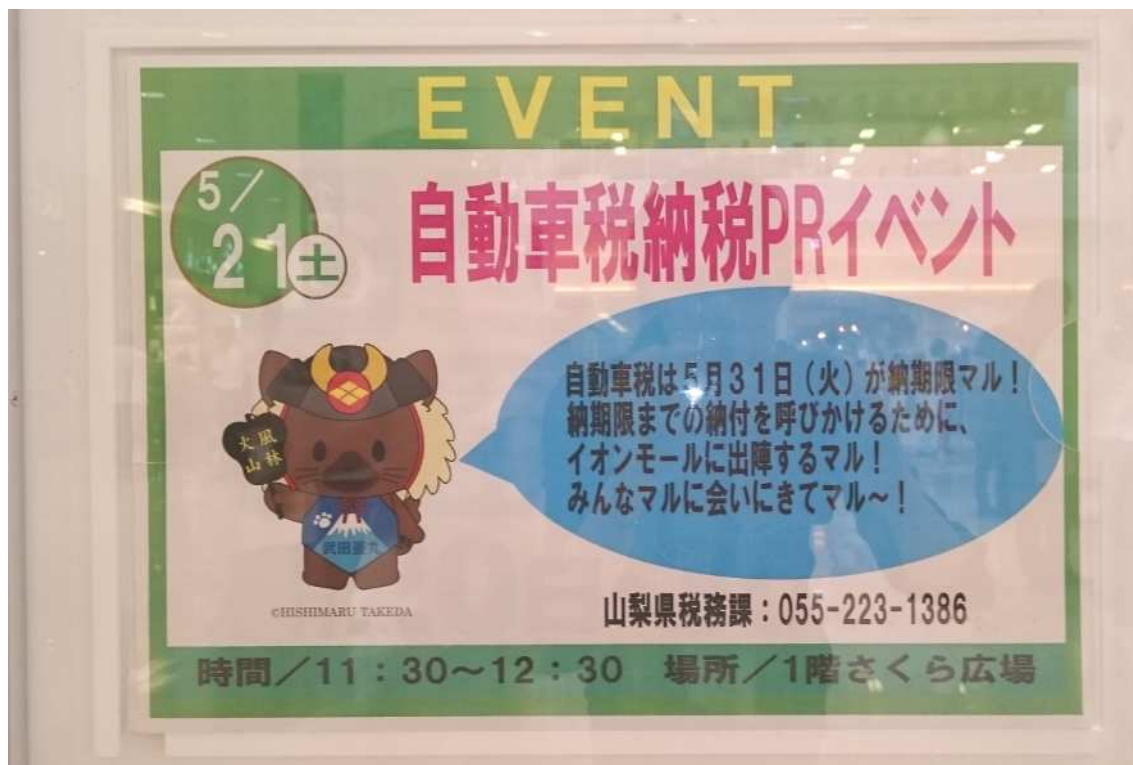 EVENT
5/
21土
自動車税納税PRイベント
自動車税は5月31日(火)が納期限マル!
納期限までの納付を呼びかけるために、
イオンモールに出陣するマル!
みんなマルに会いにきてマル~!
火風
山林
武田菱丸
©HISHIMARU TAKEDA
山梨県税務課:055-223-1386
時間/11:30~12:30 場所/1階さくら広場